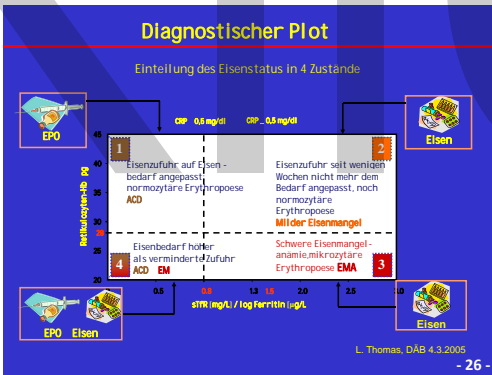 Diagnostischer Plot
Einteilung des Eisenstatus in 4 Zustände
EPO
CRP 0,5 mg/dl CRP _ 0,5 mg/dl
Eisen
Retikulozyten-Hb pg
45
40
35
30
28
25
20
1
Eisenzufuhr auf Eisen -
bedarf angepasst,
normozytäre Erythropoese
ACD
2
Eisenzufuhr seit wenigen
Wochen nicht mehr dem
Bedarf angepasst, noch
normozytäre
Erythropoese
Milder Eisenmangel
4
Eisenbedarf höher
als verminderte Zufuhr
ACD EM
Schwere Eisenmangel-
anämie,mikrozytäre
Erythropoese EMA
3
0.5 0.8 1.3 1.5 2.0 2.5 3.0
sTfR (mg/L) / log Ferritin (µg/L
EPO Eisen
Eisen
L. Thomas, DÄB 4.3.2005
- 26 -